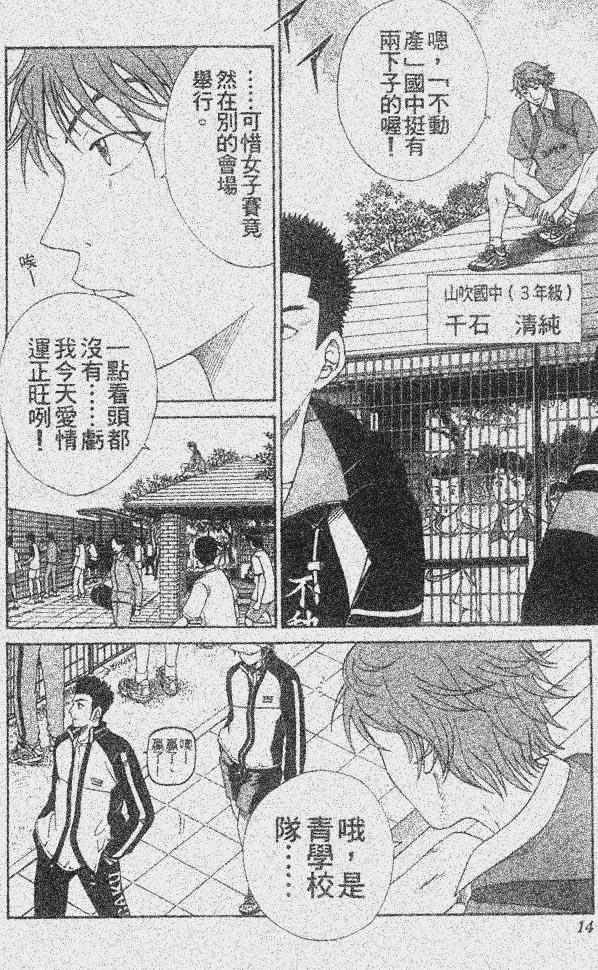 嗯，「不動
產」國中挺有
兩下子的喔！
山吹國中（３年級）
千石　清純
……可惜女子賽竟
然在別的會場
舉行。
唉
一點看頭都
沒有……虧
我今天愛情
運正旺咧！
哦，是
青學校
隊……
14